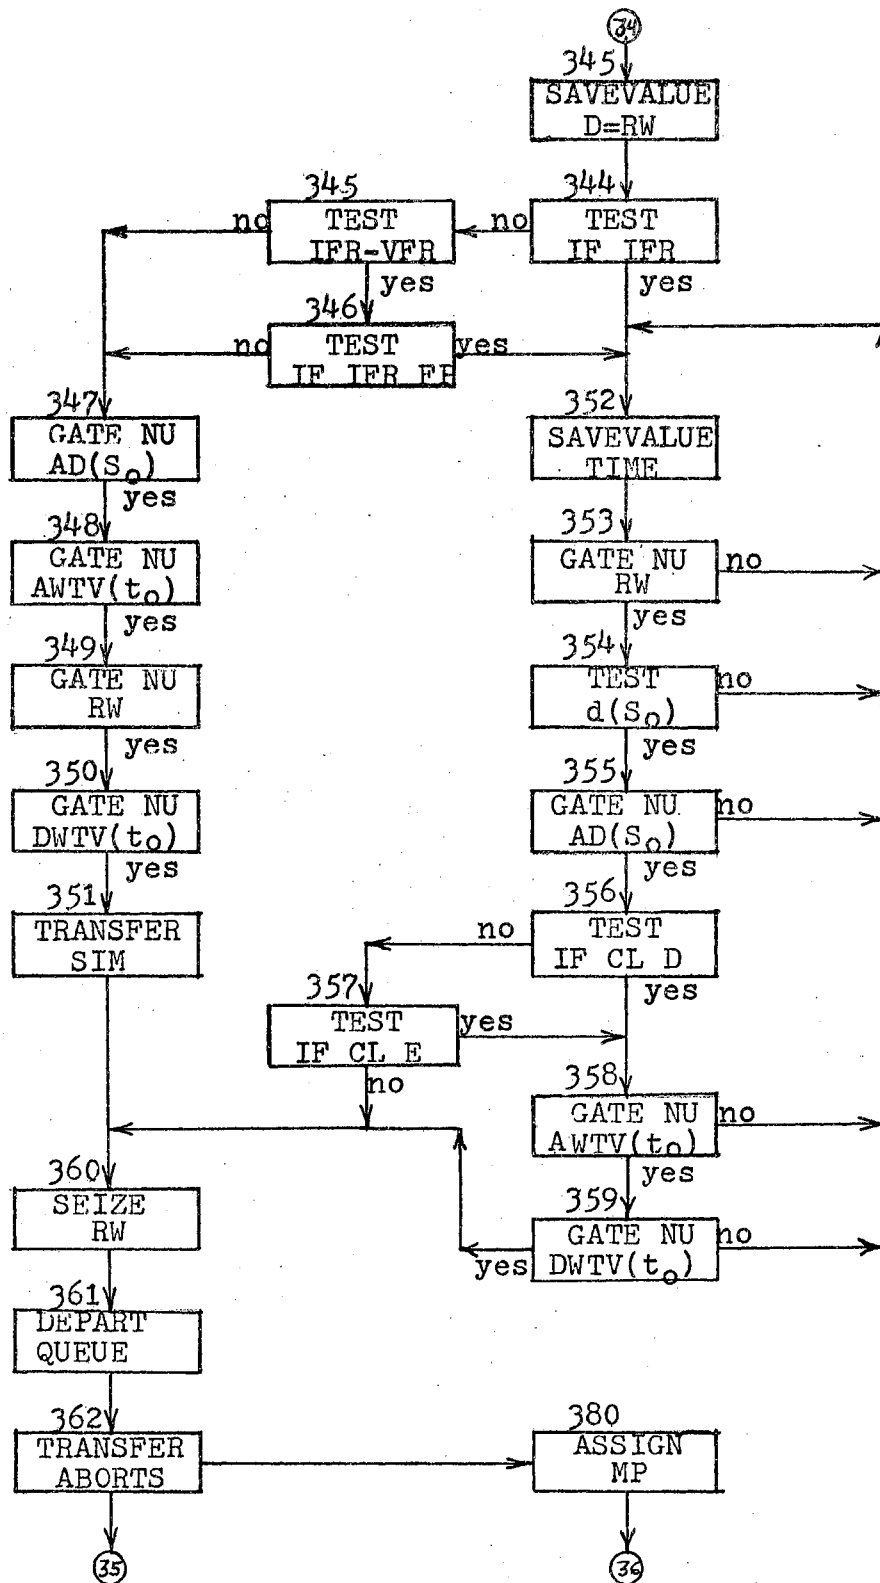 34
345
SAVEVALUE
D=RW
345
344
no
TEST
IFR-VFR
no
TEST
IF IFR
yes
yes
346
no
TEST
IF IFR FP
yes
347
GATE NU
AD(So)
yes
352
SAVEVALUE
TIME
348
GATE NU
AWTV(to)
yes
353
GATE NU
RW
no
yes
349
GATE NU
RW
yes
354
TEST
d(So)
no
yes
350
GATE NU
DWTV(to)
yes
355
GATE NU
AD(So)
no
yes
351
TRANSFER
SIM
356
no
TEST
IF CL D
yes
357
TEST
IF CL E
yes
no
358
GATE NU
AWTV(to)
no
yes
360
SEIZE
RW
359
GATE NU
DWTV(to)
no
yes
361
DEPART
QUEUE
362
TRANSFER
ABORTS
380
ASSIGN
MP
35
36